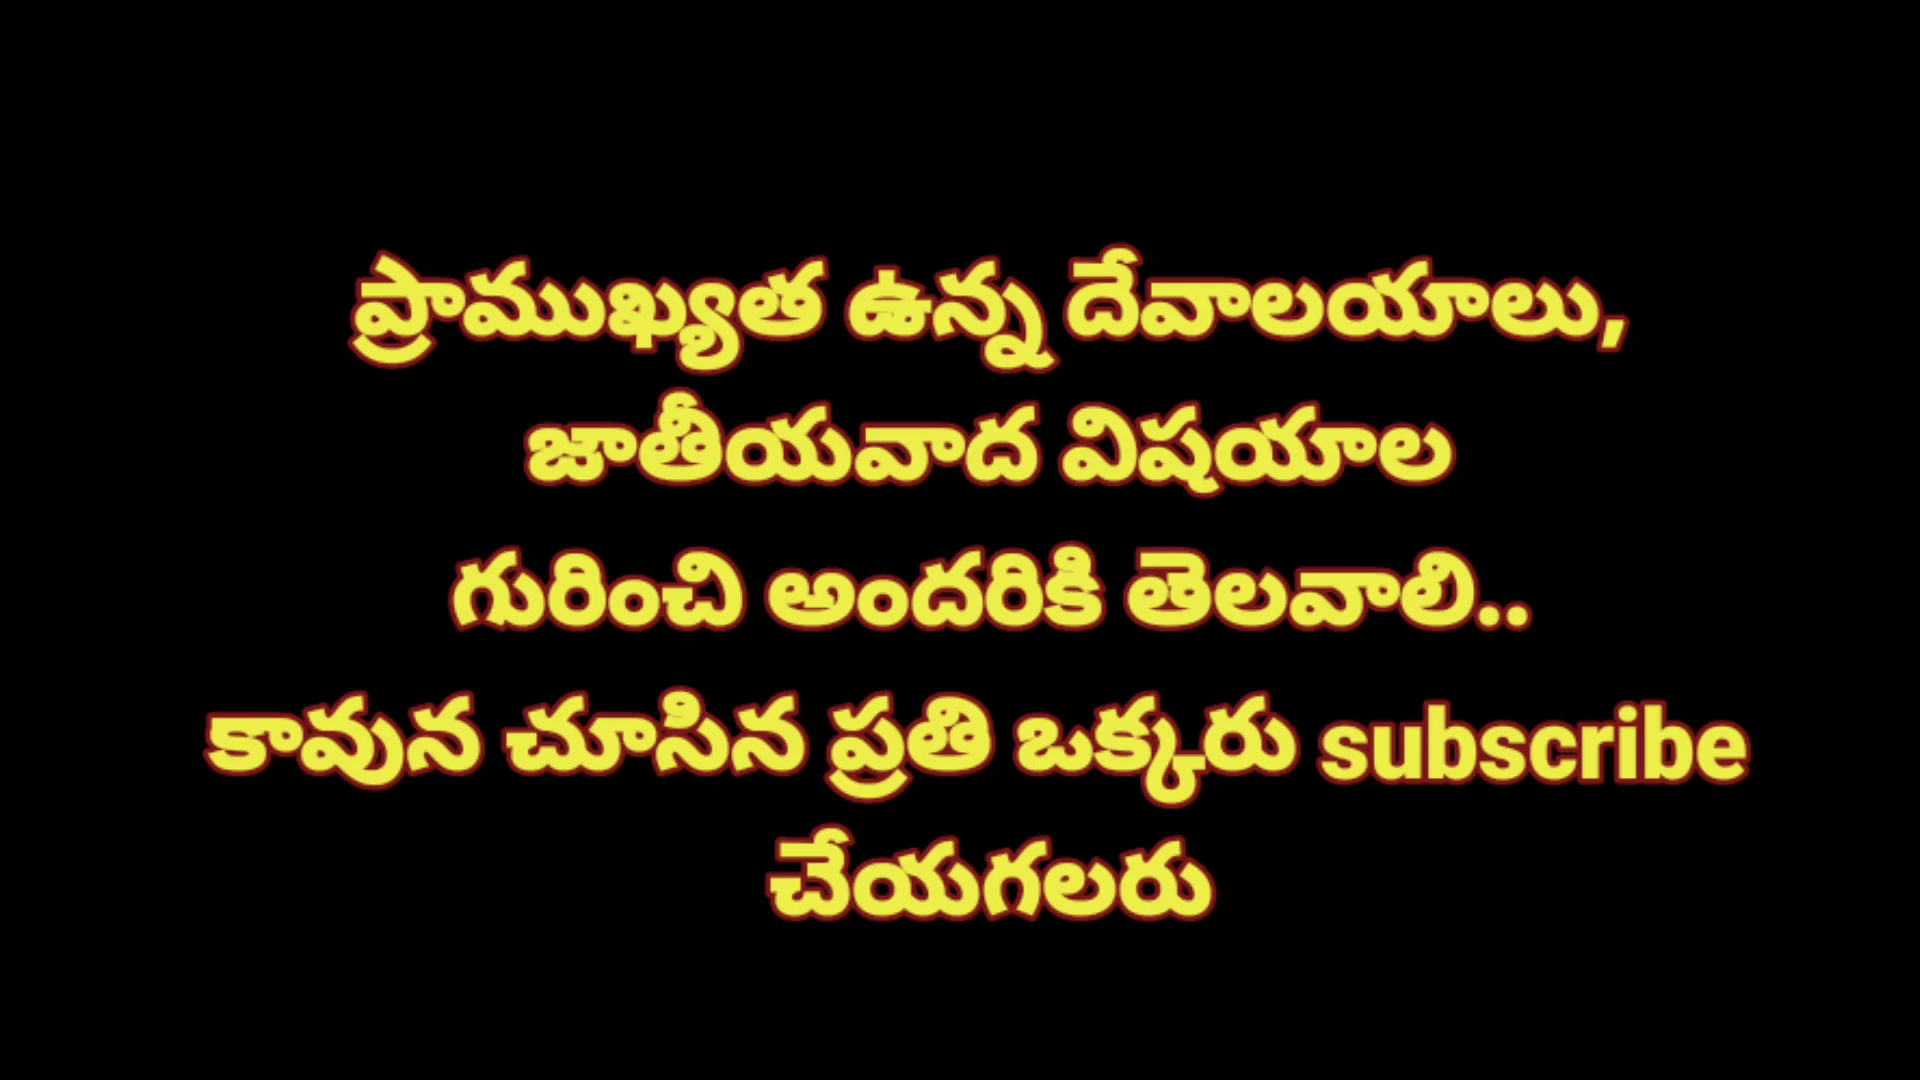 ప్రాముఖ్యత ఉన్న దేవాలయాలు,
జాతీయవాద విషయాల
గురించి అందరికి తెలవాలి..
కావున చూసిన ప్రతి ఒక్కరు subscribe
చేయగలరు